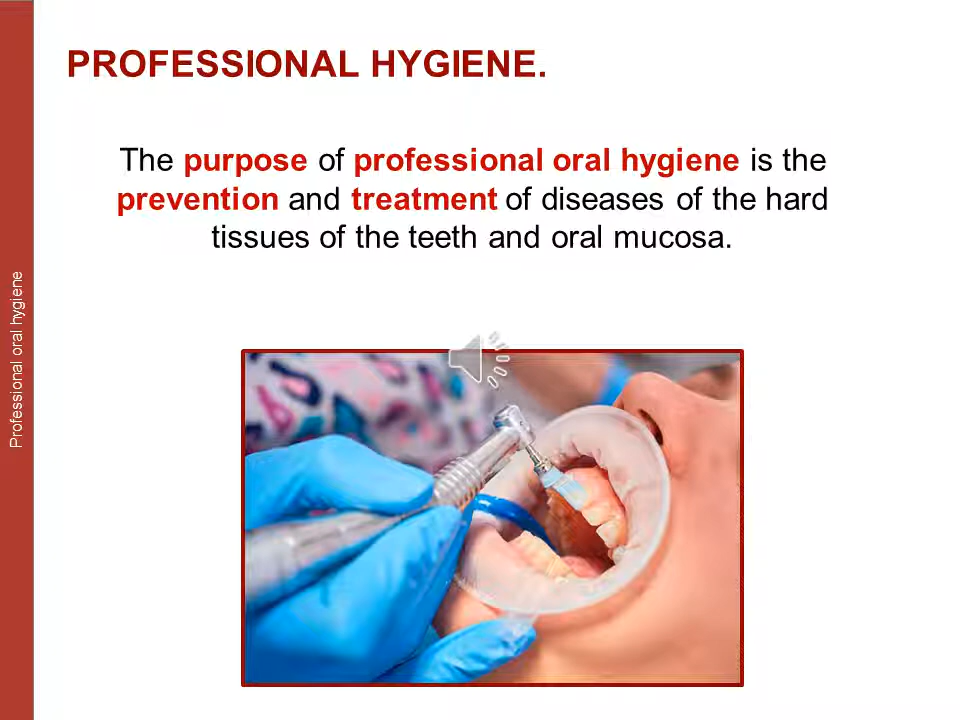 PROFESSIONAL HYGIENE.
The purpose of professional oral hygiene is the
prevention and treatment of diseases of the hard
tissues of the teeth and oral mucosa.
Professional oral hygiene